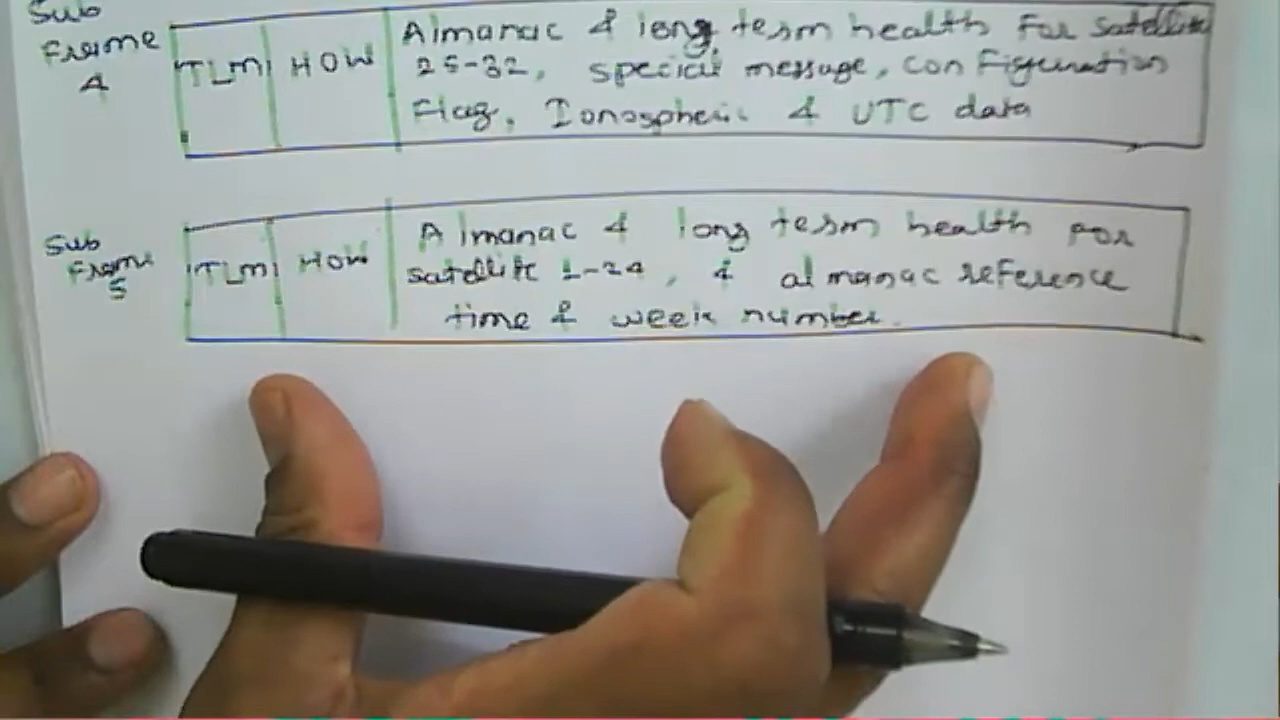 Sub
Frame
4
TLM
HOW
Almanac & long term health For Satellite
25-32, special message, configuration
Flag, Ionospheric & UTC data
Sub
Frame
5
TLM
HOW
Almanac & long term health For
satellite 1-24, & almanac reference
time & week number.